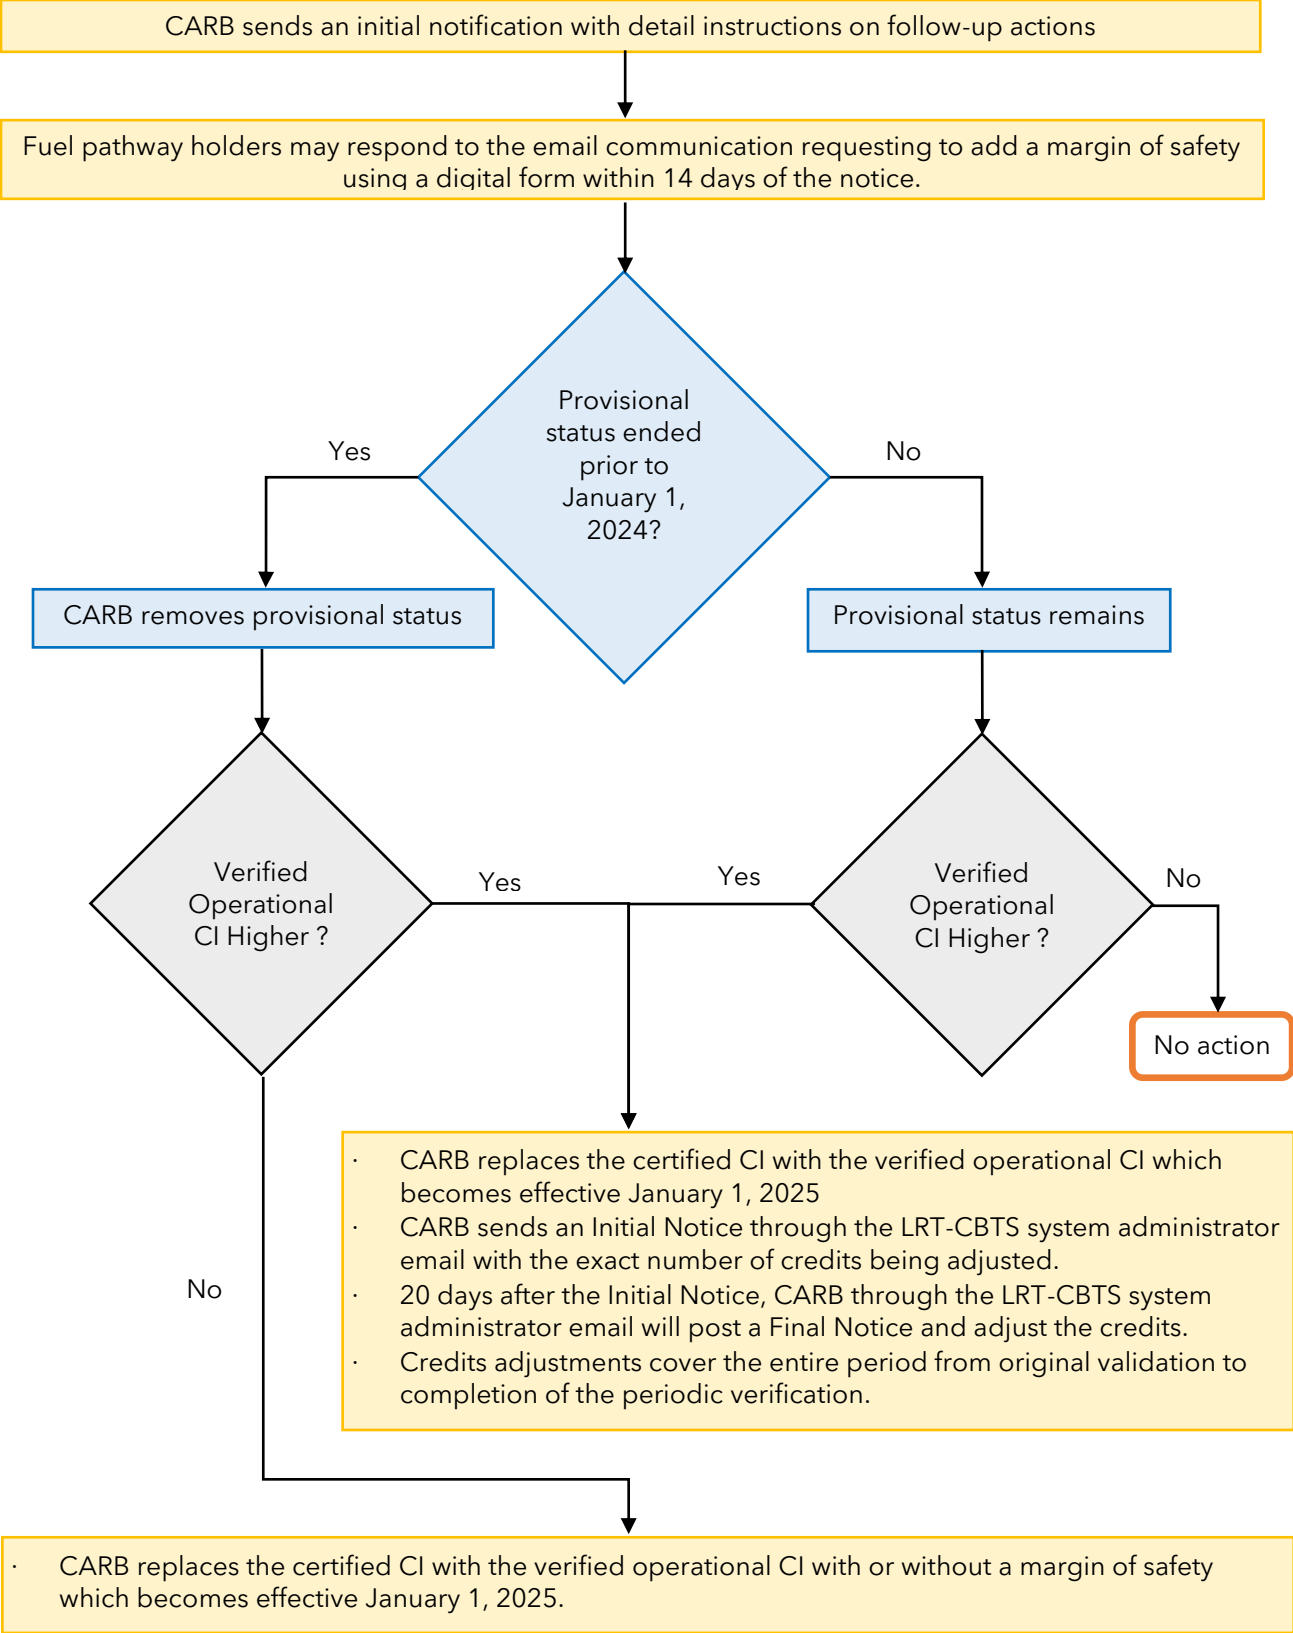 CARB sends an initial notification with detail instructions on follow-up actions
Fuel pathway holders may respond to the email communication requesting to add a margin of safety
using a digital form within 14 days of the notice.
Provisional
status ended
prior to
January 1,
2024?
Yes
No
CARB removes provisional status
Provisional status remains
Verified
Operational
CI Higher ?
Yes
Yes
Verified
Operational
CI Higher ?
No
No action
· CARB replaces the certified CI with the verified operational CI which
becomes effective January 1, 2025
· CARB sends an Initial Notice through the LRT-CBTS system administrator
email with the exact number of credits being adjusted.
· 20 days after the Initial Notice, CARB through the LRT-CBTS system
administrator email will post a Final Notice and adjust the credits.
· Credits adjustments cover the entire period from original validation to
completion of the periodic verification.
No
· CARB replaces the certified CI with the verified operational CI with or without a margin of safety
which becomes effective January 1, 2025.